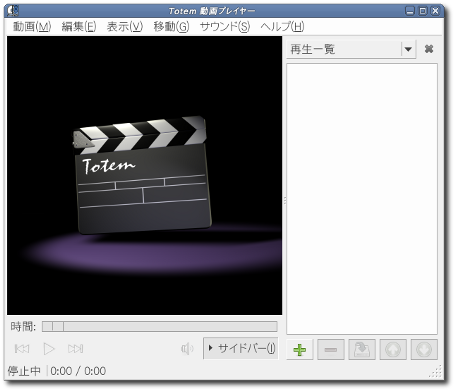 Totem 動画プレイヤー
動画(M) 編集(E) 表示(V) 移動(G) サウンド(S) ヘルプ(H)
再生一覧
Totem
時間:
サイドバー(I)
停止中 0:00 / 0:00